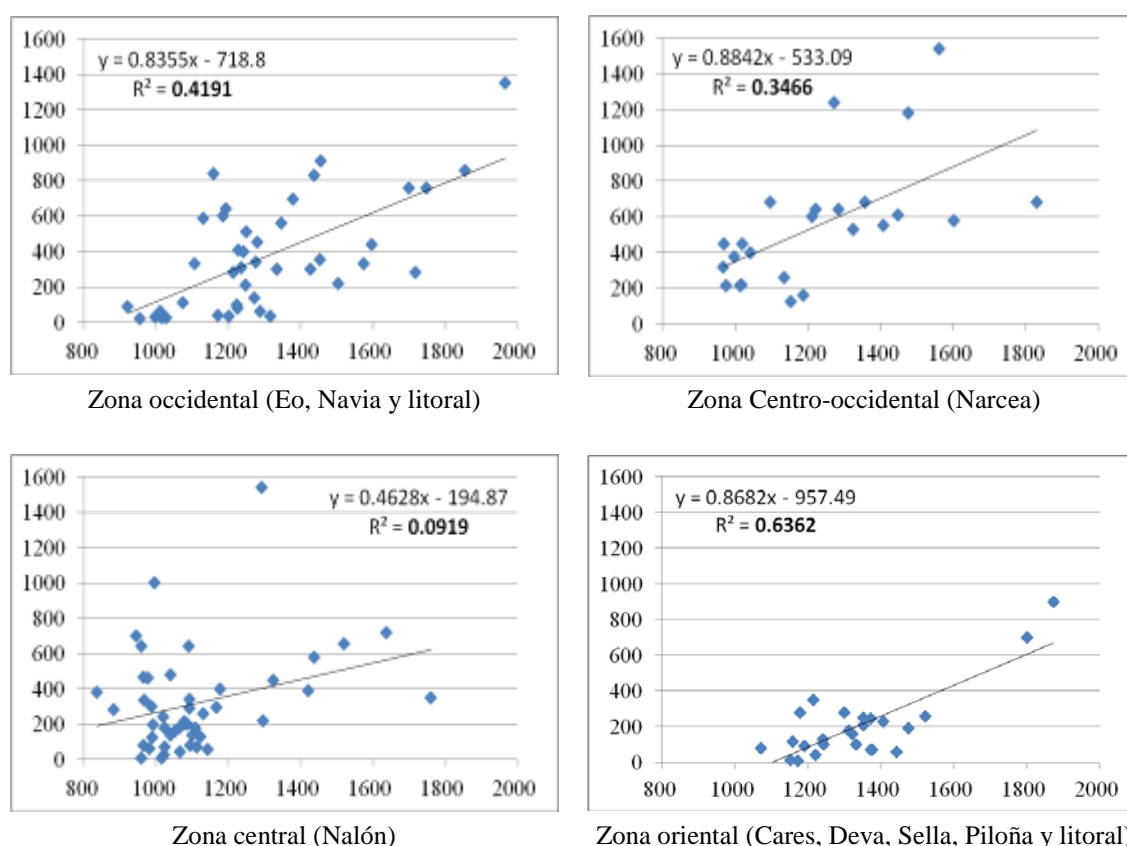 1600
1400
1200
1000
800
600
400
200
0
y = 0.8355x - 718.8
R² = 0.4191
800 1000 1200 1400 1600 1800 2000
Zona occidental (Eo, Navia y litoral)
1600
1400
1200
1000
800
600
400
200
0
y = 0.8842x - 533.09
R² = 0.3466
800 1000 1200 1400 1600 1800 2000
Zona Centro-occidental (Narcea)
1600
1400
1200
1000
800
600
400
200
0
y = 0.4628x - 194.87
R² = 0.0919
800 1000 1200 1400 1600 1800 2000
Zona central (Nalón)
1600
1400
1200
1000
800
600
400
200
0
y = 0.8682x - 957.49
R² = 0.6362
800 1000 1200 1400 1600 1800 2000
Zona oriental (Cares, Deva, Sella, Piloña y litoral)